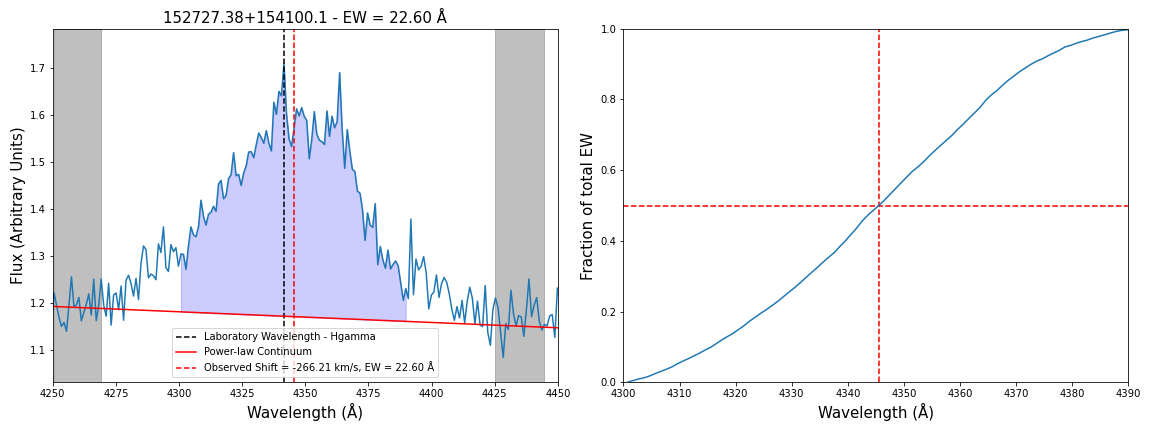 152727.38+154100.1 - EW = 22.60 Å
Flux (Arbitrary Units)
1.7
1.6
1.5
1.4
1.3
1.2
1.1
Laboratory Wavelength - Hgamma
Power-law Continuum
Observed Shift = -266.21 km/s, EW = 22.60 Å
4250 4275 4300 4325 4350 4375 4400 4425 4450
Wavelength (Å)
Fraction of total EW
1.0
0.8
0.6
0.4
0.2
0.0
4300 4310 4320 4330 4340 4350 4360 4370 4380 4390
Wavelength (Å)